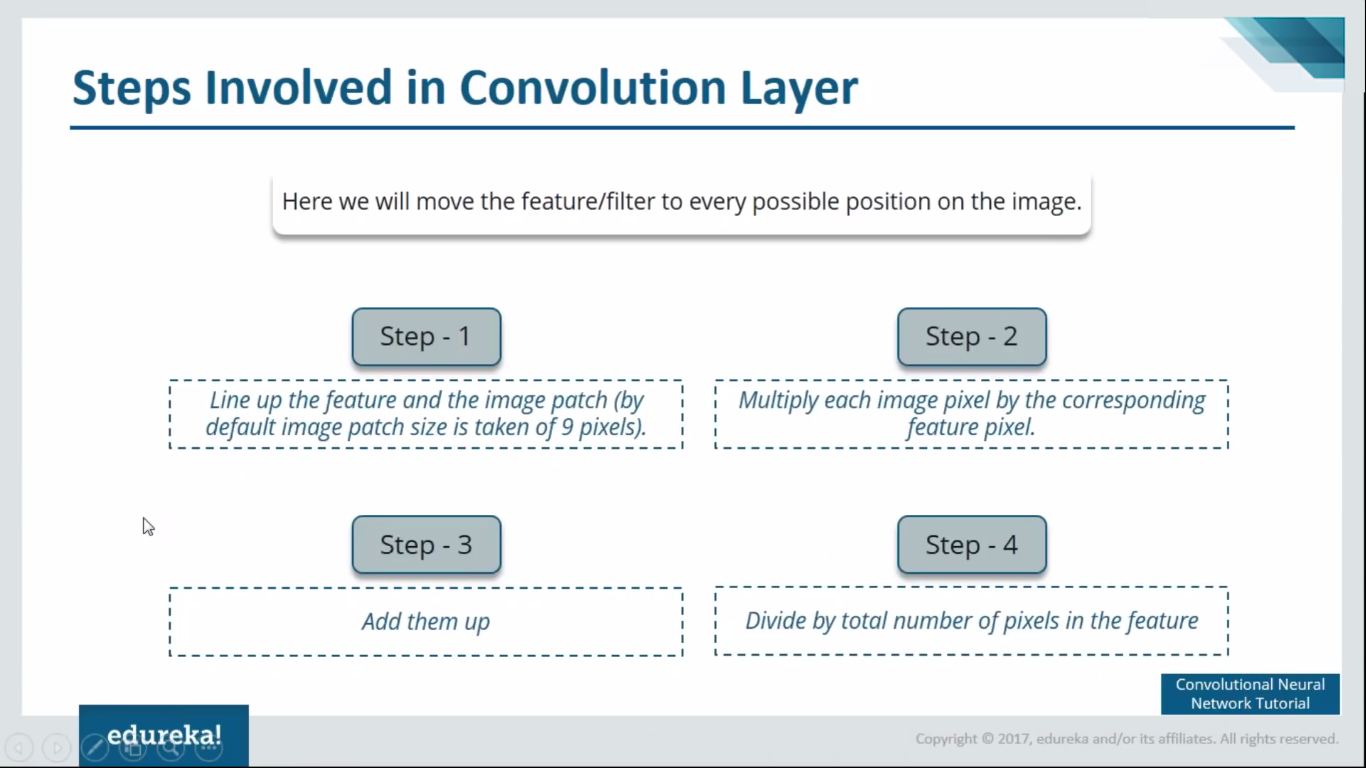 Steps Involved in Convolution Layer
Here we will move the feature/filter to every possible position on the image.
Step - 1
Line up the feature and the image patch (by
default image patch size is taken of 9 pixels).
Step - 2
Multiply each image pixel by the corresponding
feature pixel.
Step - 3
Add them up
Step - 4
Divide by total number of pixels in the feature
Convolutional Neural
Network Tutorial
edureka!
Copyright © 2017, edureka and/or its affiliates. All rights reserved.